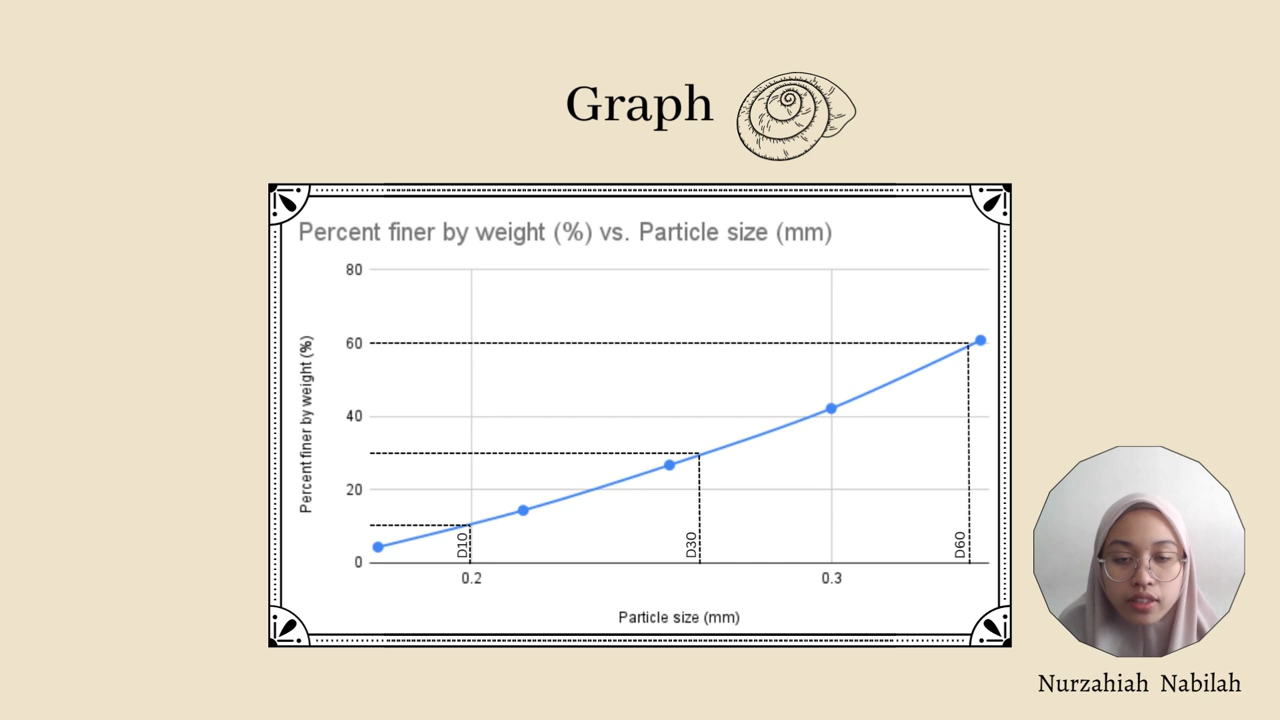 Graph
Percent finer by weight (%) vs. Particle size (mm)
80
60
40
20
0
Percent finer by weight (%)
D10
D30
D60
0.2
0.3
Particle size (mm)
Nurzahiah Nabilah